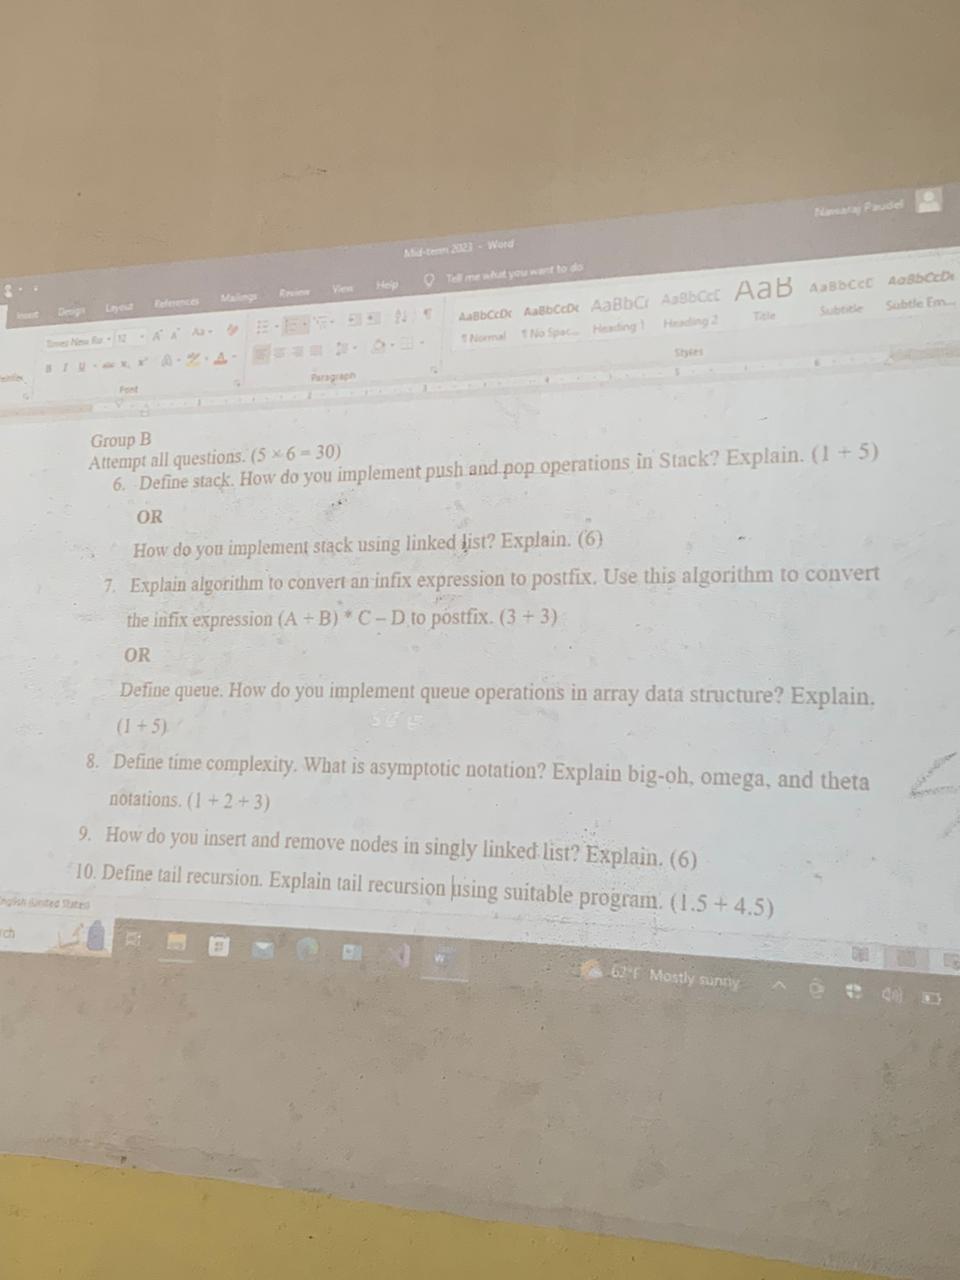 Nawaraj Paudel
Mid-term 2023 - Word
Insert Design Layout References Mailings Review View Help Tell me what you want to do
Times New Ro 12
AaBbCcDc AaBbCcDc AaBbC AaBbCcC AaB AaBbCcC AaBbCcDc
¶ Normal ¶ No Spac... Heading 1 Heading 2 Title Subtitle Subtle Em...
Font Paragraph Styles
Group B
Attempt all questions. (5 × 6 = 30)
6. Define stack. How do you implement push and pop operations in Stack? Explain. (1 + 5)
OR
How do you implement stack using linked list? Explain. (6)
7. Explain algorithm to convert an infix expression to postfix. Use this algorithm to convert
the infix expression (A + B) * C – D to postfix. (3 + 3)
OR
Define queue. How do you implement queue operations in array data structure? Explain.
(1 + 5)
8. Define time complexity. What is asymptotic notation? Explain big-oh, omega, and theta
notations. (1 + 2 + 3)
9. How do you insert and remove nodes in singly linked list? Explain. (6)
10. Define tail recursion. Explain tail recursion using suitable program. (1.5 + 4.5)
62°F Mostly sunny